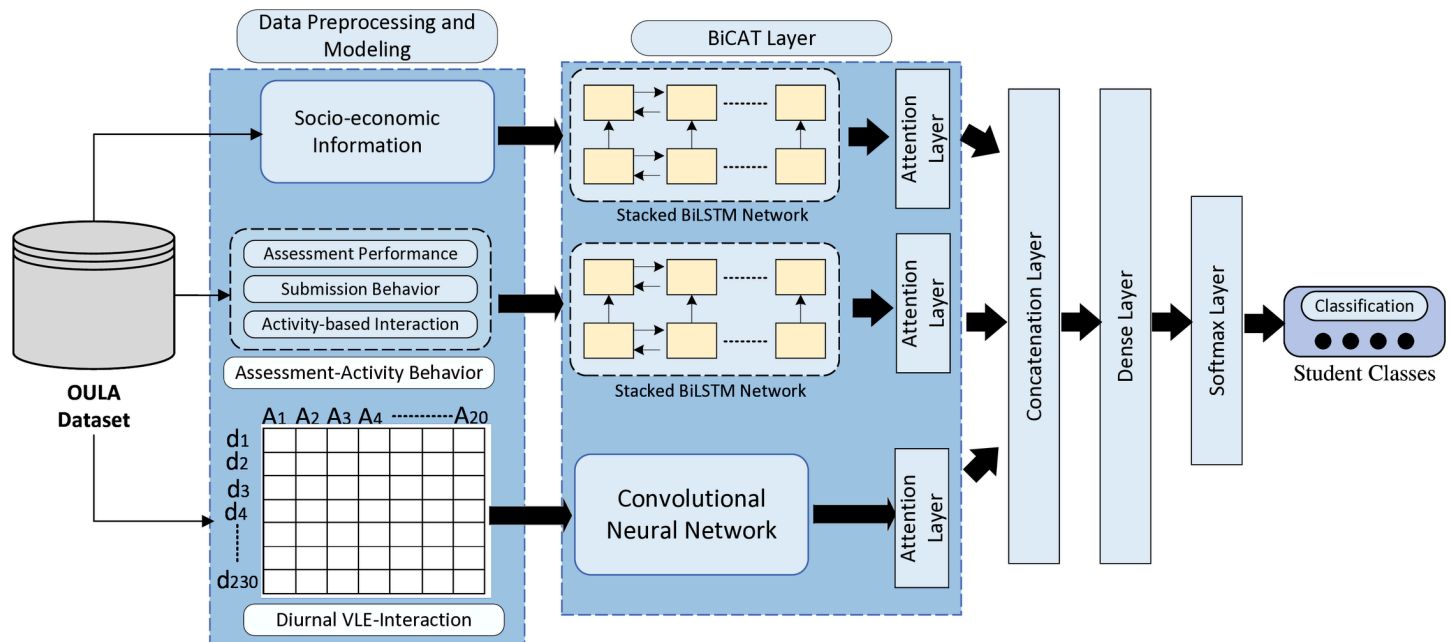 Data Preprocessing and
Modeling
BiCAT Layer
Socio-economic
Information
Stacked BiLSTM Network
Attention
Layer
OULA
Dataset
Assessment Performance
Submission Behavior
Activity-based Interaction
Assessment-Activity Behavior
Stacked BiLSTM Network
Attention
Layer
A1 A2 A3 A4 ---------- A20
d1
d2
d3
d4
d230
Diurnal VLE-Interaction
Convolutional
Neural Network
Attention
Layer
Concatenation Layer
Dense Layer
Softmax Layer
Classification
Student Classes